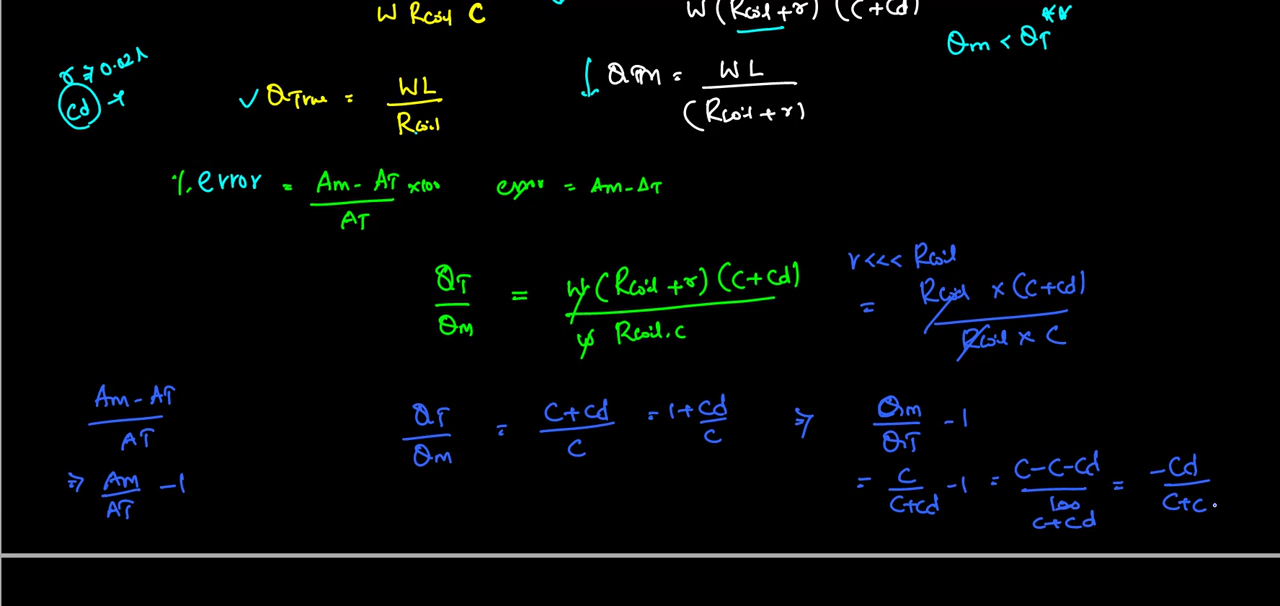 W Rcoil C W(Rcoil+r) (C+Cd)
Qm < QT **
r ⇒ 0.02λ
Cd
✓ QTrue = WL / Rcoil
QTm = WL / (Rcoil+r)
%error = Am - AT / AT ×100 error = Am - AT
r <<< Rcoil
QT / Qm = W(Rcoil+r) (C+Cd) / W Rcoil.C = Rcoil × (C+Cd) / Rcoil × C
Am - AT / AT
QT / Qm = C+Cd / C = 1+Cd / C ⇒ Qm / QT - 1
⇒ Am / AT - 1
= C / C+Cd - 1 = C-C-Cd / C+Cd = -Cd / C+C